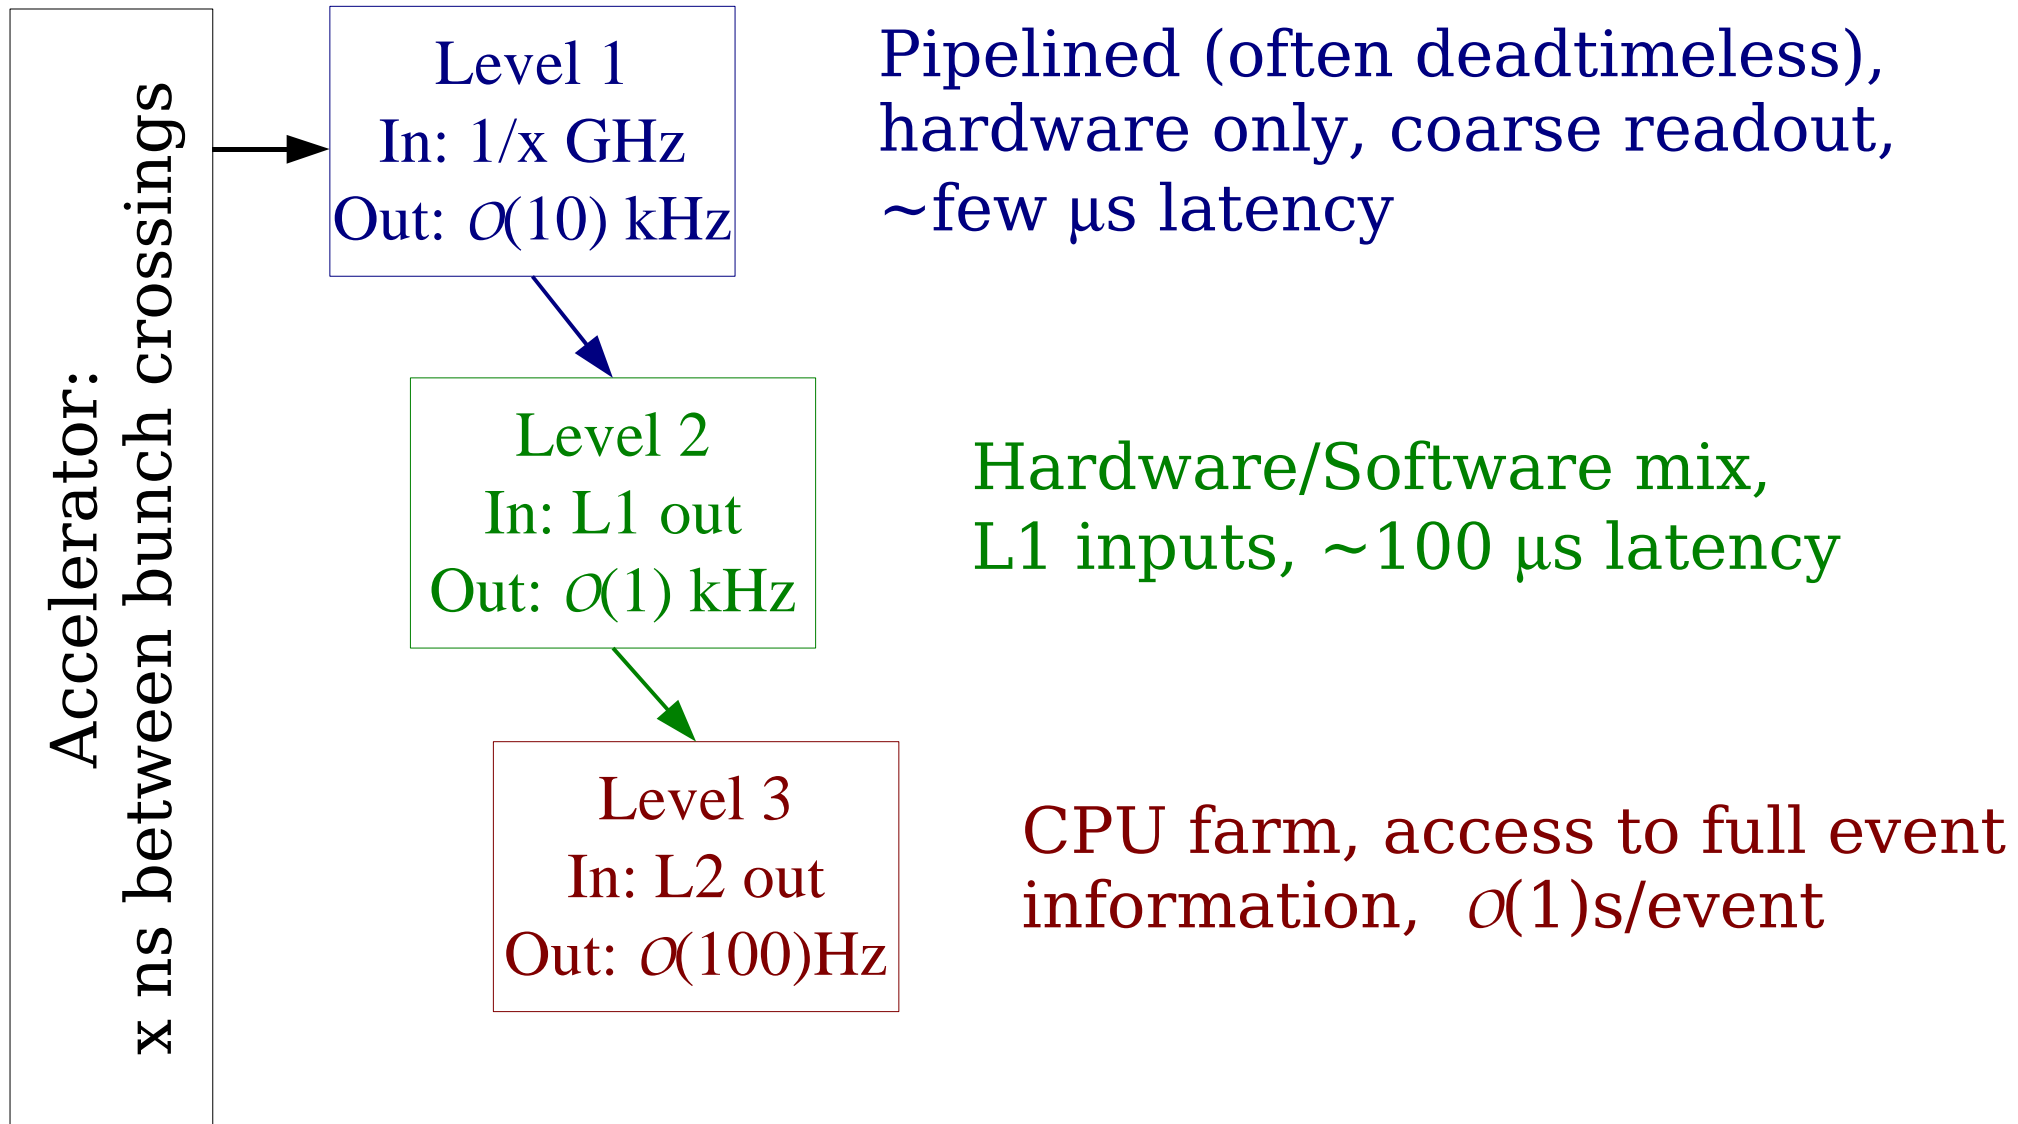 Accelerator:
x ns between bunch crossings
Level 1
In: 1/x GHz
Out: 𝒪(10) kHz
Pipelined (often deadtimeless),
hardware only, coarse readout,
~few μs latency
Level 2
In: L1 out
Out: 𝒪(1) kHz
Hardware/Software mix,
L1 inputs, ~100 μs latency
Level 3
In: L2 out
Out: 𝒪(100)Hz
CPU farm, access to full event
information, 𝒪(1)s/event